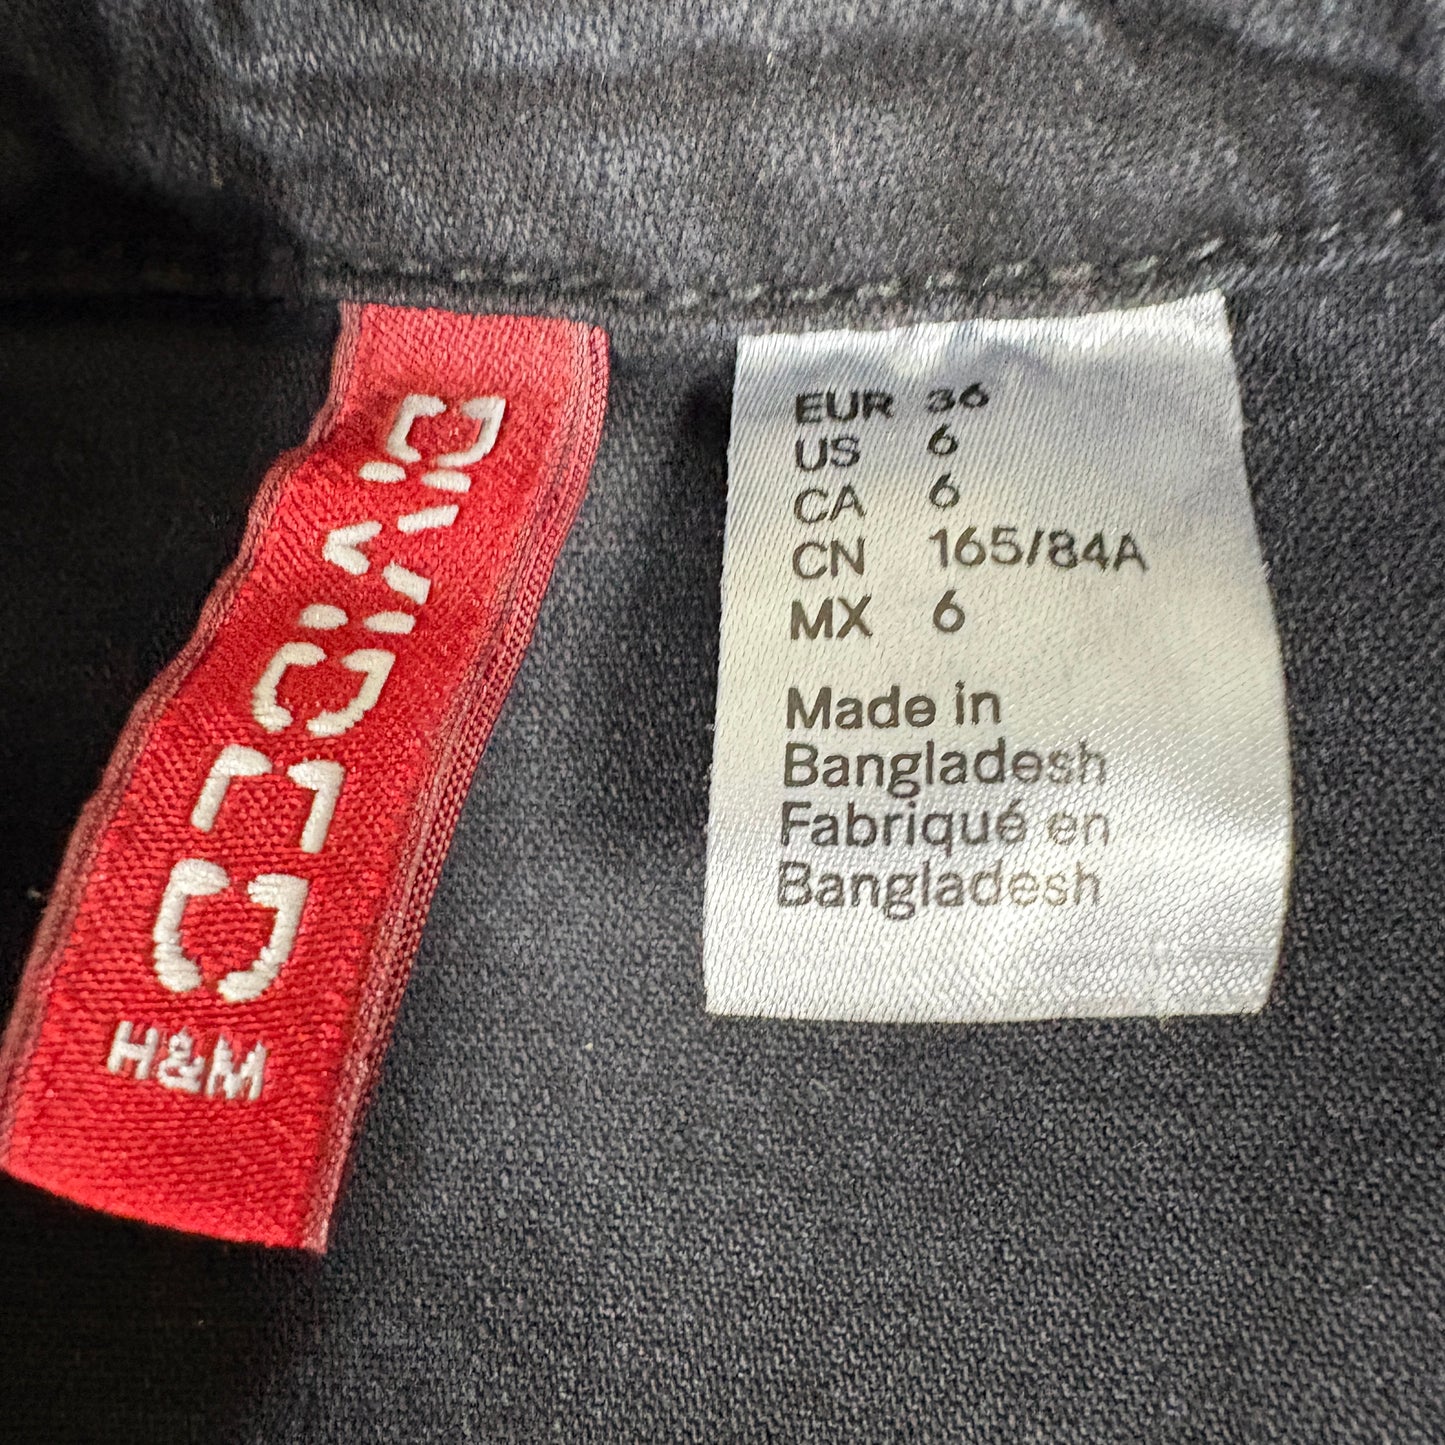 DIVIDED
H&M
EUR 36
US 6
CA 6
CN 165/84A
MX 6
Made in
Bangladesh
Fabriqué en
Bangladesh